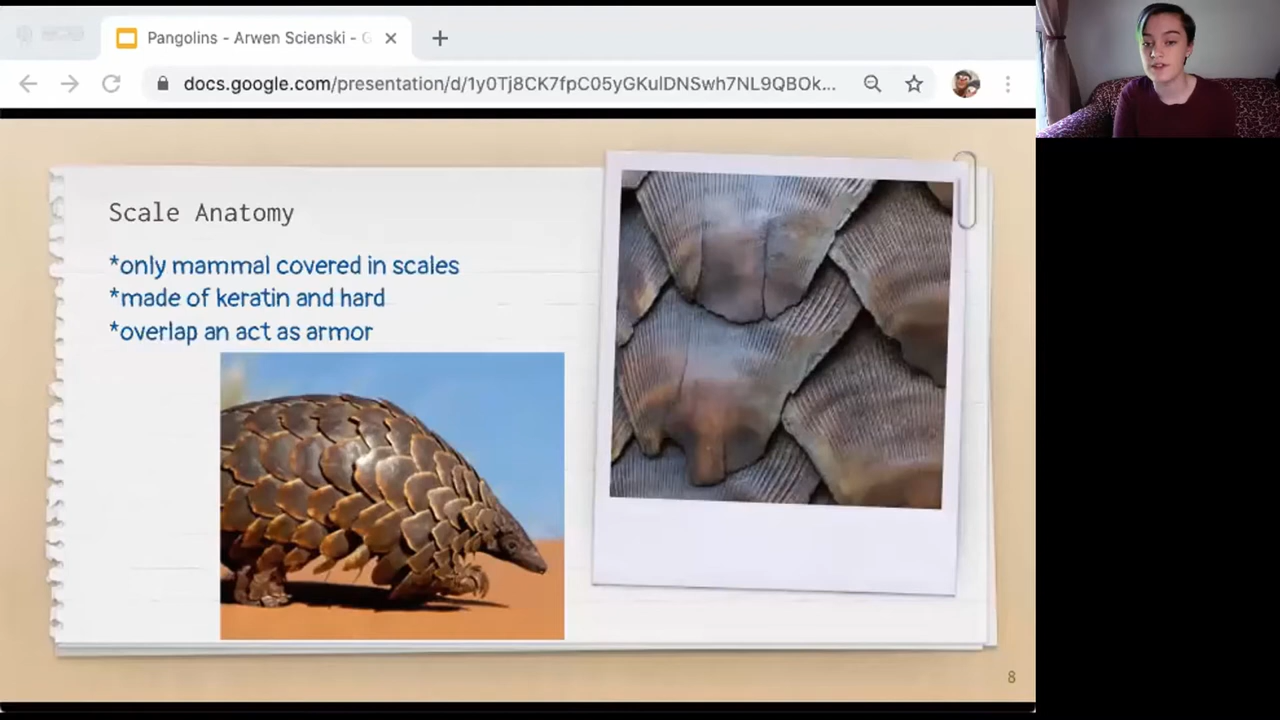 Pangolins - Arwen Scienski - G
docs.google.com/presentation/d/1y0Tj8CK7fpC05yGKulDNSwh7NL9QBOk...
Scale Anatomy
*only mammal covered in scales
*made of keratin and hard
*overlap an act as armor
8